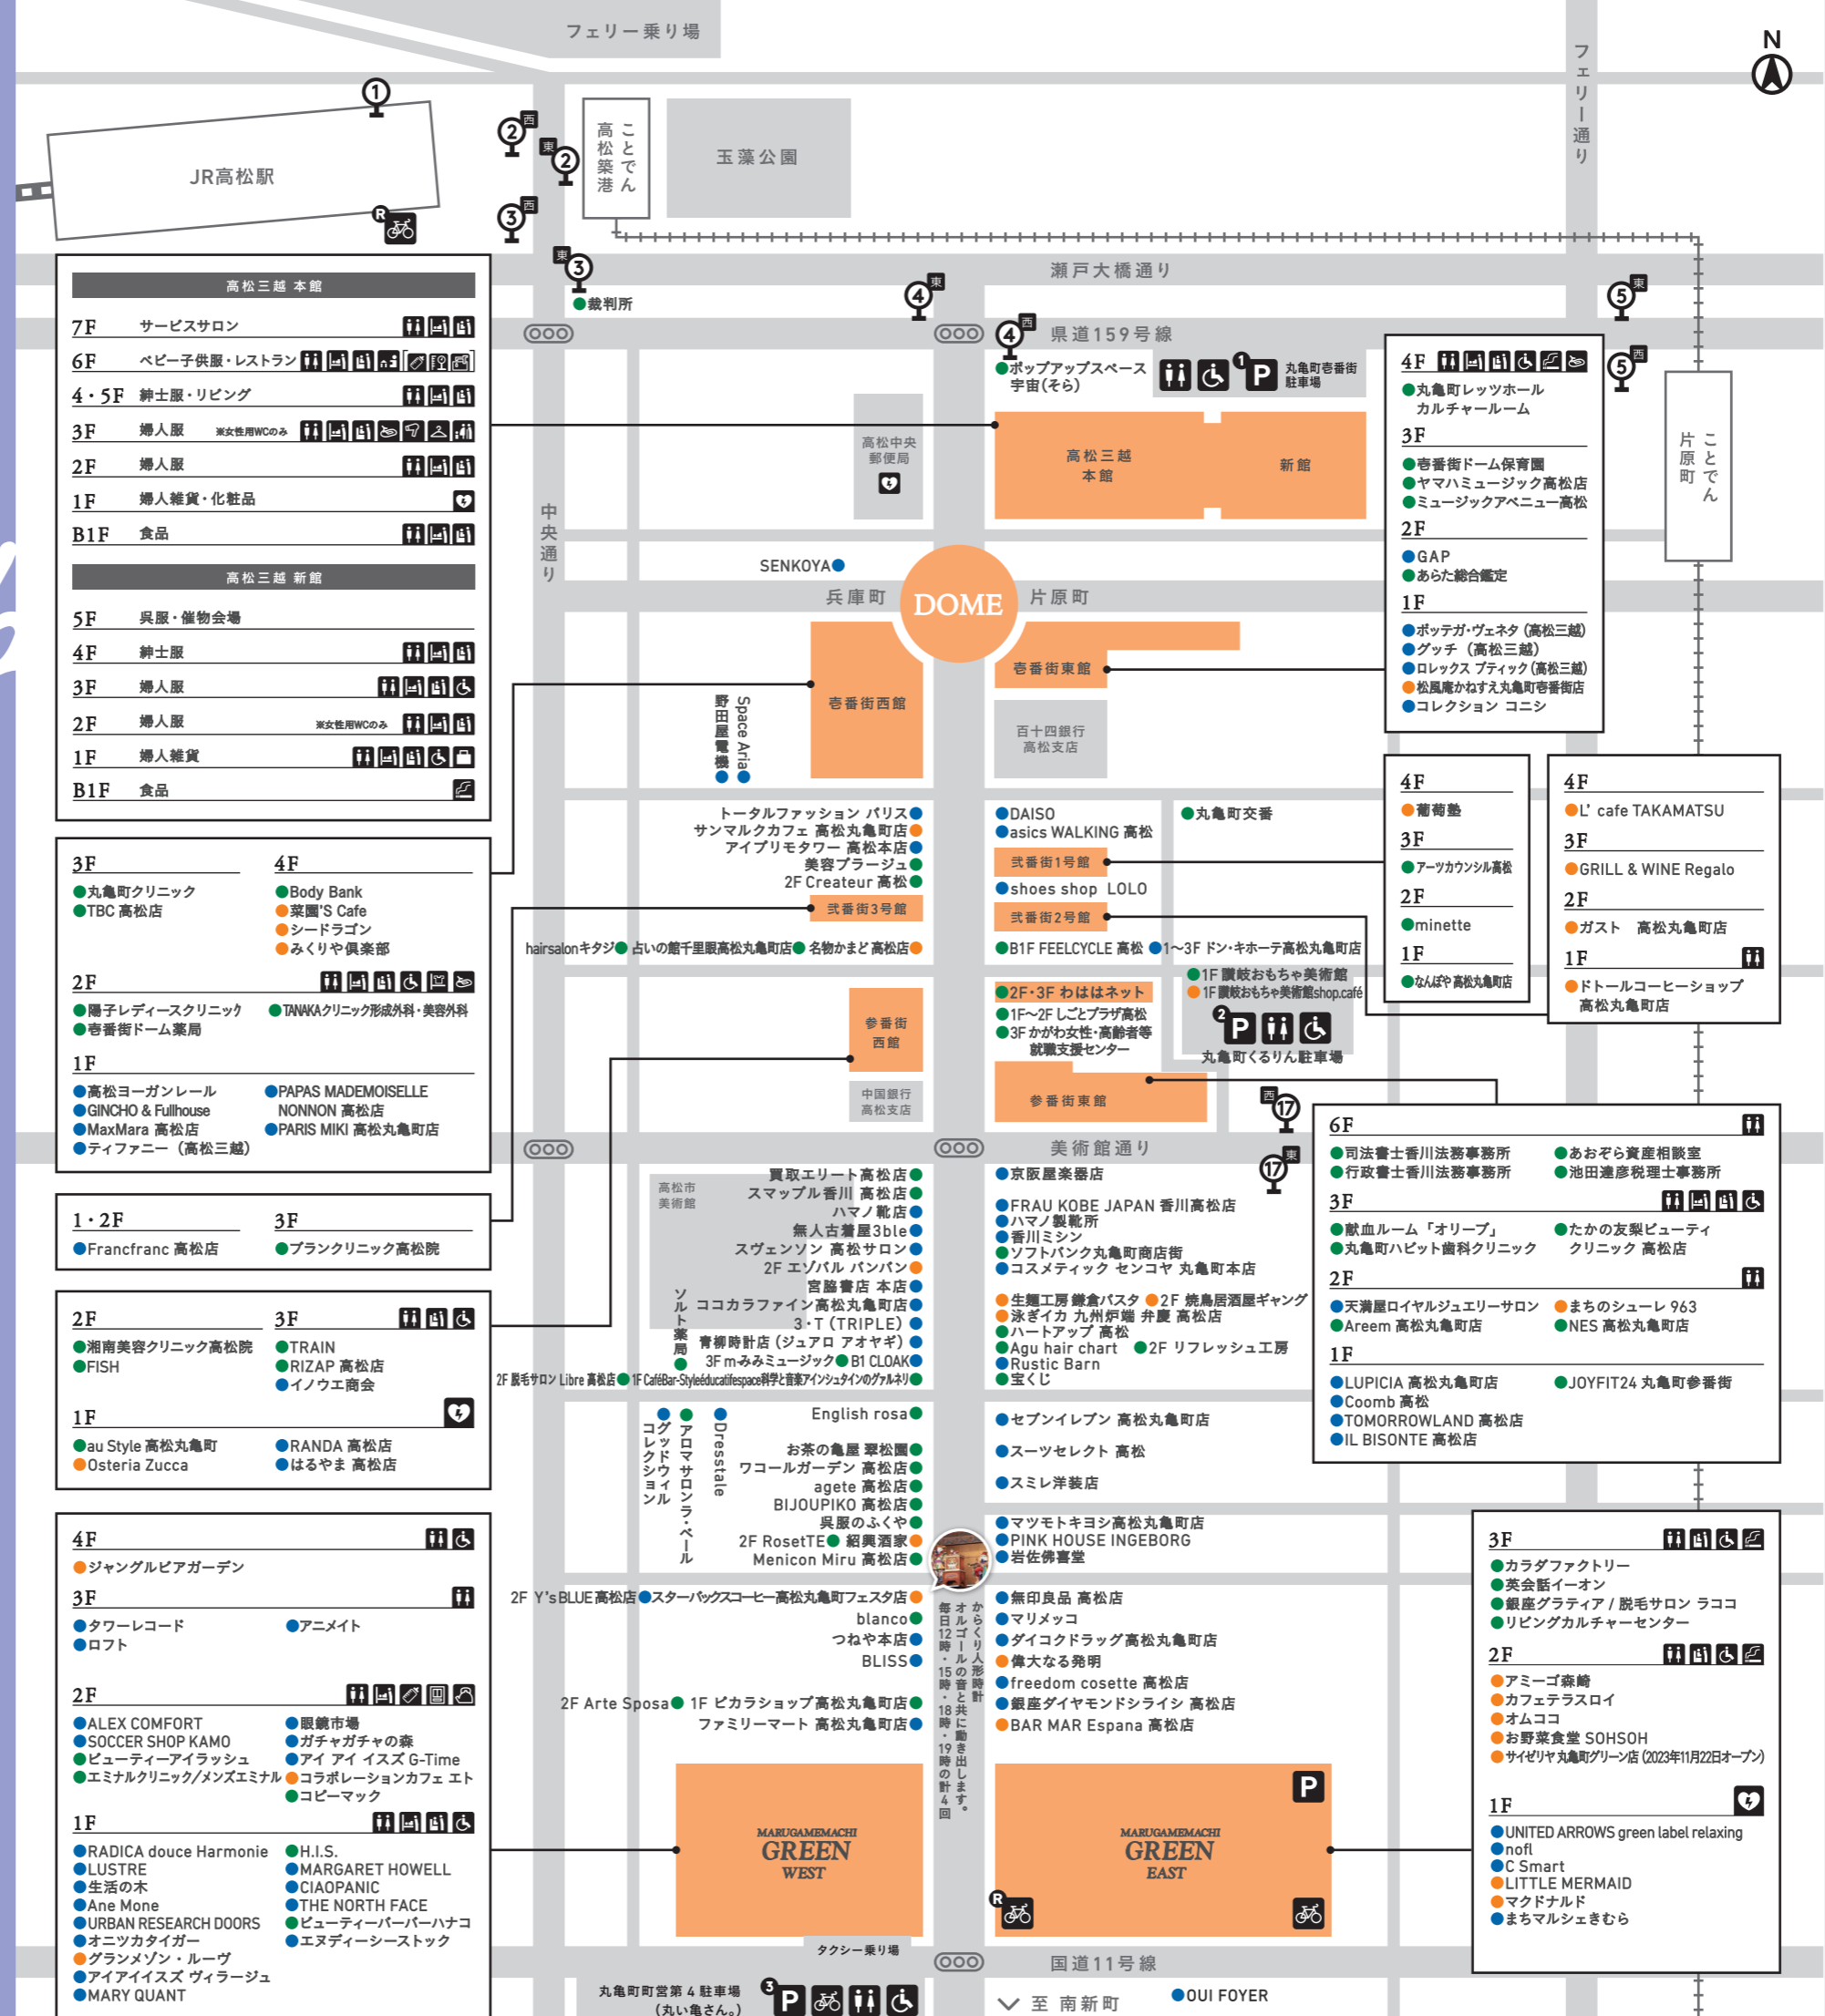 フェリー乗り場
フェリー通り
N
1
JR高松駅
R
2 西
東 2
3 西
東 3
ことでん
高松築港
玉藻公園
瀬戸大橋通り
裁判所
4 東
4 西
5 東
5 西
県道159号線
ポップアップスペース
宇宙(そら)
1 P
丸亀町壱番街
駐車場
高松中央
郵便局
高松三越
本館
新館
ことでん
片原町
中央通り
SENKOYA
兵庫町
DOME
片原町
壱番街西館
壱番街東館
野田屋電機
Space Aria
百十四銀行
高松支店
高松三越 本館
7F サービスサロン
6F ベビー子供服・レストラン
4・5F 紳士服・リビング
3F 婦人服 ※女性用WCのみ
2F 婦人服
1F 婦人雑貨・化粧品
B1F 食品
高松三越 新館
5F 呉服・催物会場
4F 紳士服
3F 婦人服
2F 婦人服 ※女性用WCのみ
1F 婦人雑貨
B1F 食品
4F
丸亀町レッツホール
カルチャールーム
3F
壱番街ドーム保育園
ヤマハミュージック高松店
ミュージックアベニュー高松
2F
GAP
あらた総合鑑定
1F
ボッテガ・ヴェネタ(高松三越)
グッチ (高松三越)
ロレックス ブティック(高松三越)
松風庵かねすえ丸亀町壱番街店
コレクション コニシ
3F
丸亀町クリニック
TBC 高松店
4F
Body Bank
菜園'S Cafe
シードラゴン
みくりや倶楽部
2F
陽子レディースクリニック
壱番街ドーム薬局
TANAKAクリニック形成外科・美容外科
1F
高松ヨーガンレール
GINCHO & Fullhouse
MaxMara 高松店
ティファニー (高松三越)
PAPAS MADEMOISELLE
NONNON 高松店
PARIS MIKI 高松丸亀町店
トータルファッション パリス
サンマルクカフェ 高松丸亀町店
アイプリモタワー 高松本店
美容プラージュ
2F Createur 高松
弐番街3号館
hairsalonキタジ 占いの館千里眼高松丸亀町店 名物かまど 高松店
DAISO
asics WALKING 高松
弐番街1号館
shoes shop LOLO
弐番街2号館
B1F FEELCYCLE 高松 1~3F ドン・キホーテ高松丸亀町店
丸亀町交番
4F
葡萄塾
3F
アーツカウンシル高松
2F
minette
1F
なんぼや 高松丸亀町店
4F
L' cafe TAKAMATSU
3F
GRILL & WINE Regalo
2F
ガスト 高松丸亀町店
1F
ドトールコーヒーショップ
高松丸亀町店
参番街
西館
中国銀行
高松支店
2F・3F わははネット
1F~2F しごとプラザ高松
3F かがわ女性・高齢者等
就職支援センター
1F 讃岐おもちゃ美術館
1F 讃岐おもちゃ美術館shop.café
2 P
丸亀町くるりん駐車場
参番街東館
西 17
17 東
美術館通り
1・2F
Francfranc 高松店
3F
ブランクリニック高松院
2F
湘南美容クリニック高松院
FISH
3F
TRAIN
RIZAP 高松店
イノウエ商会
1F
au Style 高松丸亀町
Osteria Zucca
RANDA 高松店
はるやま 高松店
6F
司法書士香川法務事務所
行政書士香川法務事務所
あおぞら資産相談室
池田達彦税理士事務所
3F
献血ルーム 「オリーブ」
丸亀町ハビット歯科クリニック
たかの友梨ビューティ
クリニック 高松店
2F
天満屋ロイヤルジュエリーサロン
Areem 高松丸亀町店
まちのシューレ 963
NES 高松丸亀町店
1F
LUPICIA 高松丸亀町店
Coomb 高松
TOMORROWLAND 高松店
IL BISONTE 高松店
JOYFIT24 丸亀町参番街
高松市
美術館
買取エリート高松店
スマップル香川 高松店
ハマノ靴店
無人古着屋3ble
スヴェンソン 高松サロン
2F エゾバル バンバン
宮脇書店 本店
ココカラファイン高松丸亀町店
3・T (TRIPLE)
青柳時計店 (ジュアロ アオヤギ)
3F mみみミュージック B1 CLOAK
2F 脱毛サロン Libre 高松店 1F CaféBar-Styleéducatifespace科学と音楽アインシュタインのヴァルネリ
ソルト薬局
京阪屋楽器店
FRAU KOBE JAPAN 香川高松店
ハマノ製靴所
香川ミシン
ソフトバンク丸亀町商店街
コスメティック センコヤ 丸亀町本店
生麺工房 鎌倉パスタ 2F 焼鳥居酒屋ギャング
泳ぎイカ 九州炉端 弁慶 高松店
ハートアップ 高松
Agu hair chart 2F リフレッシュ工房
Rustic Barn
宝くじ
グッドウィル
コレクション
アロマサロンラ・ベール
Dresstale
English rosa
お茶の亀屋 翠松園
ワコールガーデン 高松店
agete 高松店
BIJOUPIKO 高松店
呉服のふくや
2F RosetTE 紹興酒家
Menicon Miru 高松店
セブンイレブン 高松丸亀町店
スーツセレクト 高松
スミレ洋装店
マツモトキヨシ高松丸亀町店
PINK HOUSE INGEBORG
岩佐佛喜堂
2F Y's BLUE 高松店 スターバックスコーヒー高松丸亀町フェスタ店
blanco
つねや本店
BLISS
2F Arte Sposa 1F ピカラショップ高松丸亀町店
ファミリーマート 高松丸亀町店
からくり人形時計
オルゴールの音と共に動き出します。
毎日12時・15時・18時・19時の計4回
無印良品 高松店
マリメッコ
ダイコクドラッグ高松丸亀町店
偉大なる発明
freedom cosette 高松店
銀座ダイヤモンドシライシ 高松店
BAR MAR Espana 高松店
4F
ジャングルビアガーデン
3F
タワーレコード
ロフト
アニメイト
2F
ALEX COMFORT
SOCCER SHOP KAMO
ビューティーアイラッシュ
エミナルクリニック/メンズエミナル
眼鏡市場
ガチャガチャの森
アイ アイ イスズ G-Time
コラボレーションカフェ エト
コピーマック
1F
RADICA douce Harmonie
LUSTRE
生活の木
Ane Mone
URBAN RESEARCH DOORS
オニツカタイガー
グランメゾン・ルーヴ
アイアイイスズ ヴィラージュ
MARY QUANT
H.I.S.
MARGARET HOWELL
CIAOPANIC
THE NORTH FACE
ビューティーバーバーハナコ
エヌディーシーストック
MARUGAMEMACHI
GREEN
WEST
MARUGAMEMACHI
GREEN
EAST
P
R
3F
カラダファクトリー
英会話イーオン
銀座グラティア / 脱毛サロン ラココ
リビングカルチャーセンター
2F
アミーゴ森崎
カフェテラスロイ
オムココ
お野菜食堂 SOHSOH
サイゼリヤ丸亀町グリーン店 (2023年11月22日オープン)
1F
UNITED ARROWS green label relaxing
nofl
C Smart
LITTLE MERMAID
マクドナルド
まちマルシェきむら
タクシー乗り場
国道11号線
丸亀町町営第4駐車場
(丸い亀さん。)
3 P
至 南新町
OUI FOYER